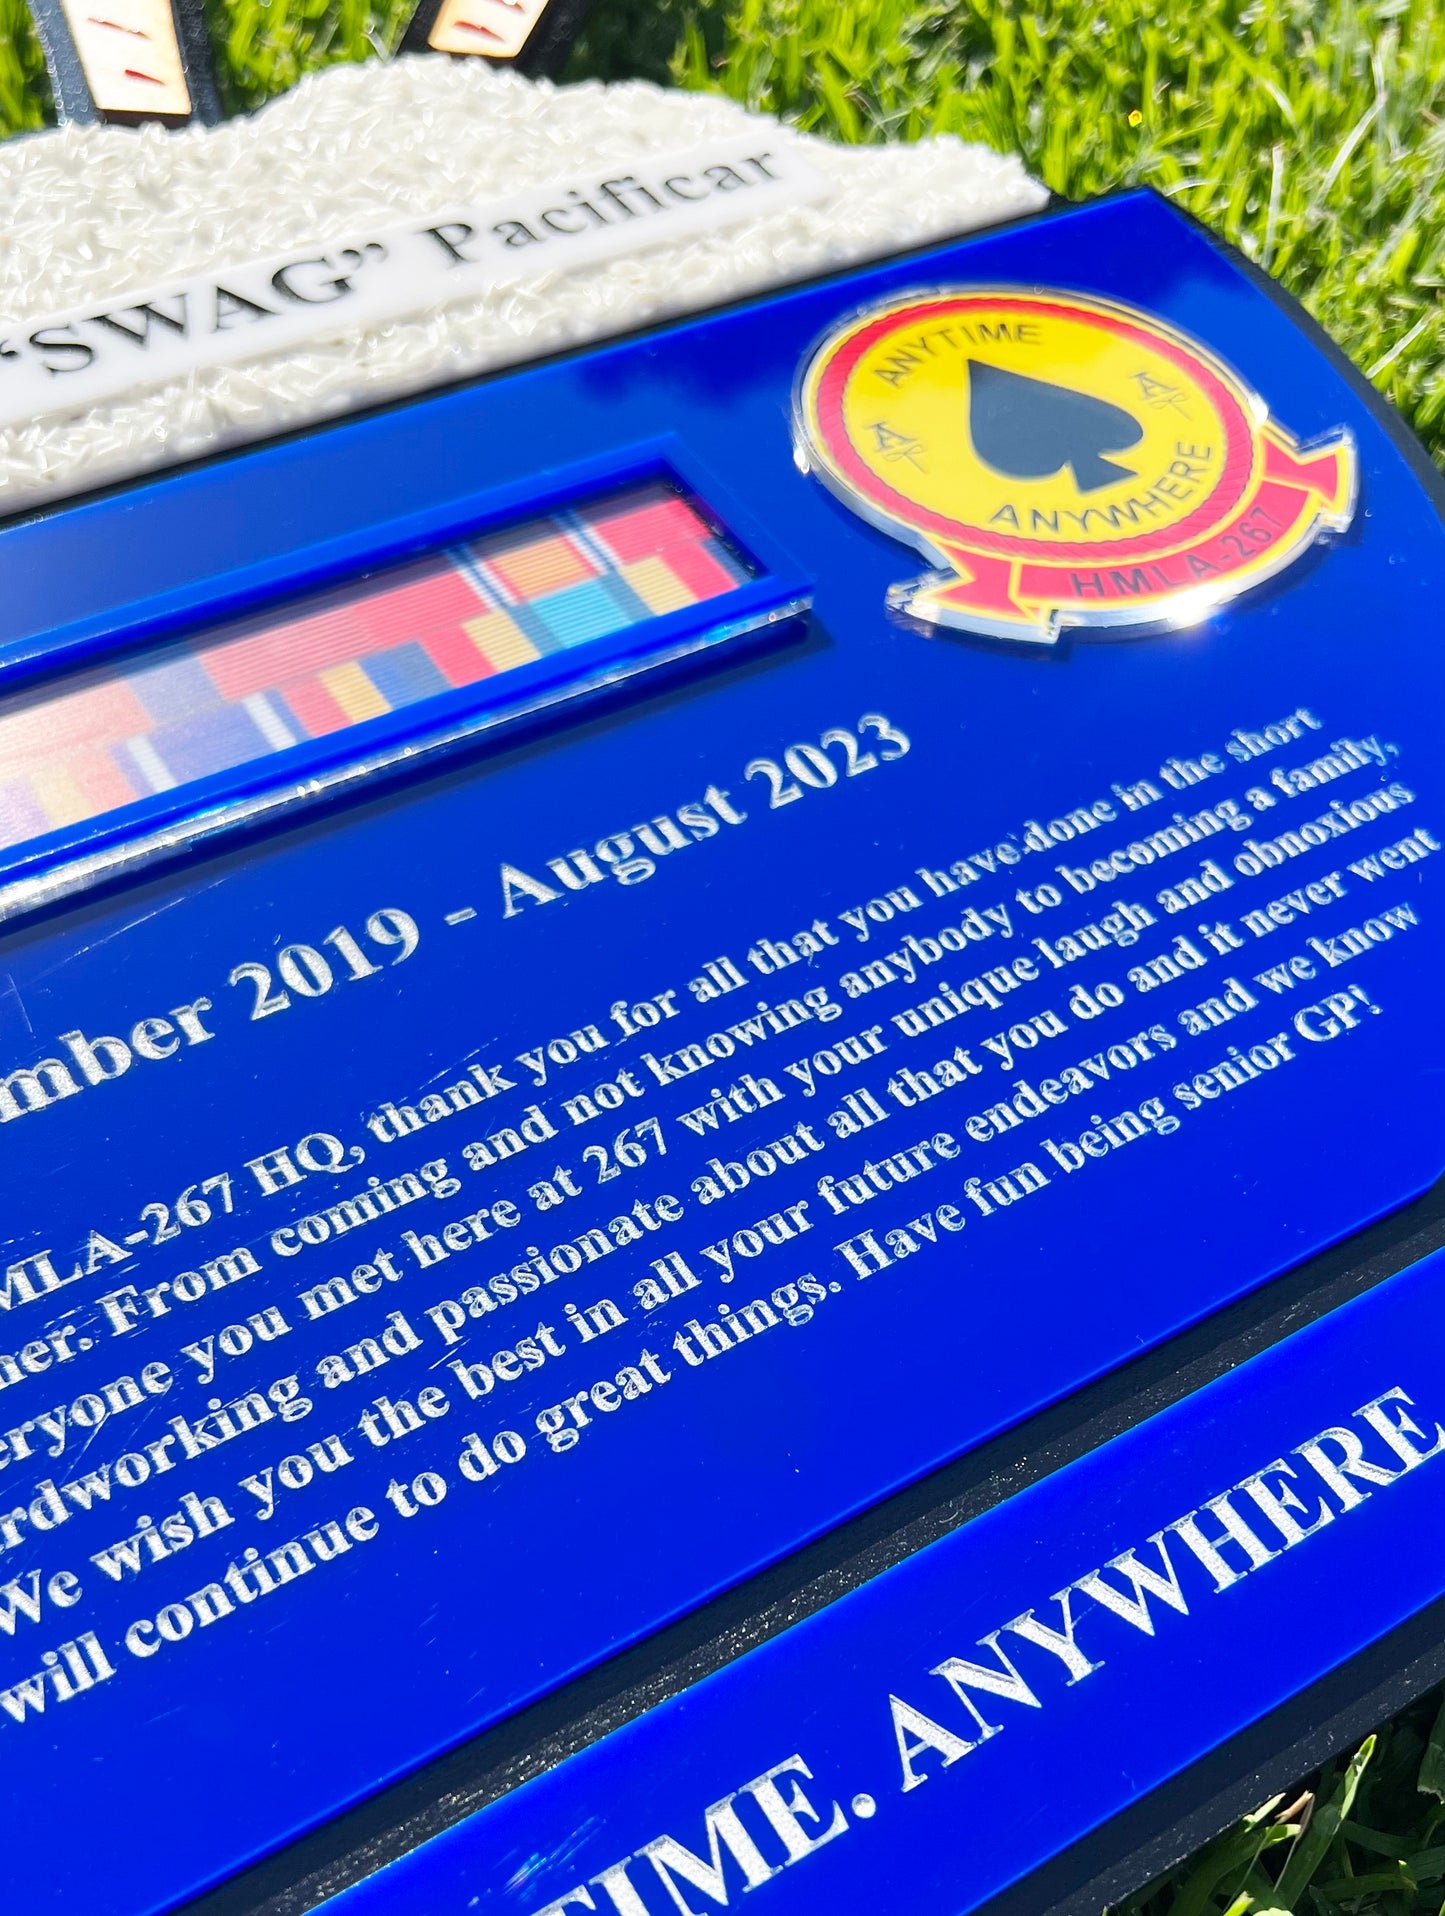 “SWAG” Pacificar
ANYTIME
A
A
ANYWHERE
HMLA-267
mber 2019 - August 2023
MLA-267 HQ, thank you for all that you have done in the short
ner. From coming and not knowing anybody to becoming a family,
eryone you met here at 267 with your unique laugh and obnoxious
rdworking and passionate about all that you do and it never went
We wish you the best in all your future endeavors and we know
will continue to do great things. Have fun being senior GP!
TIME. ANYWHERE